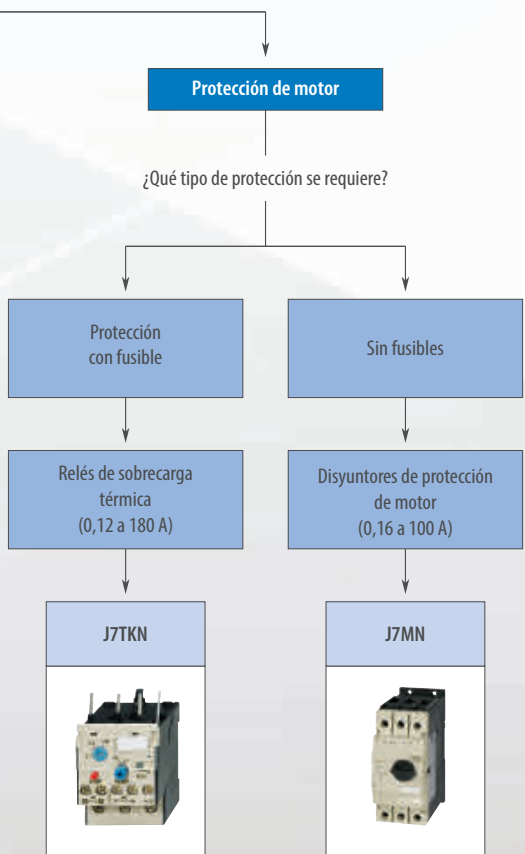 Protección de motor
¿Qué tipo de protección se requiere?
Protección
con fusible
Sin fusibles
Relés de sobrecarga
térmica
(0,12 a 180 A)
Disyuntores de protección
de motor
(0,16 a 100 A)
J7TKN
J7MN